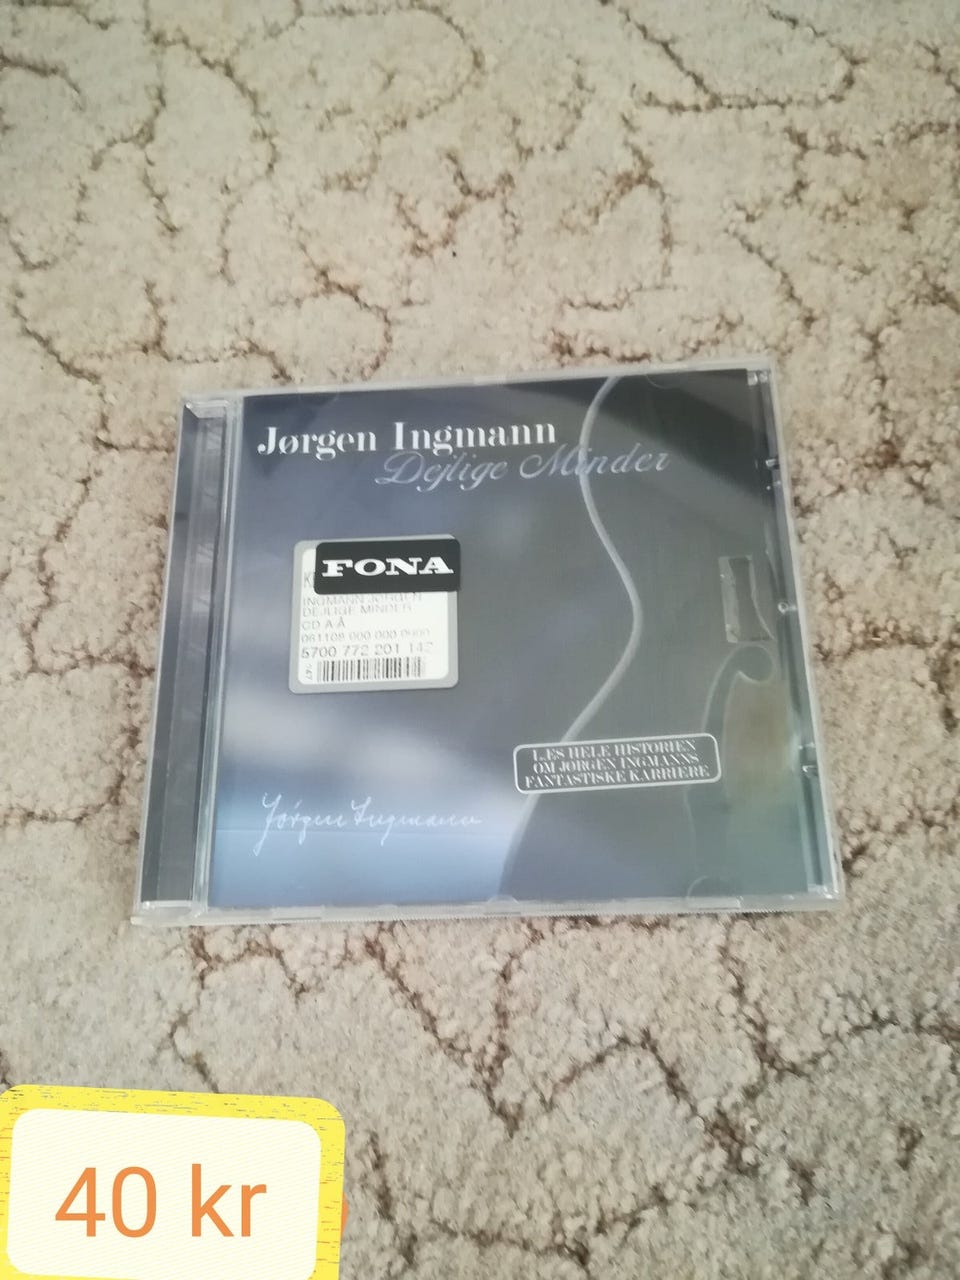 Jørgen Ingmann
Dejlige Minder
FONA
INGMANN JØRGEN
DEJLIGE MINDER
CD A-Å
5700 772 201 142
LÆS HELE HISTORIEN
OM JØRGEN INGMANNS
FANTASTISKE KARRIERE
Jørgen Ingmann
40 kr